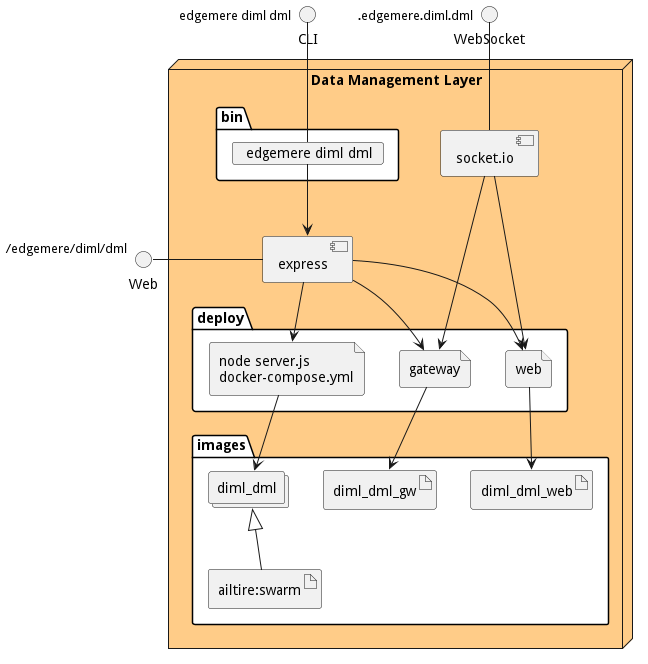 edgemere diml dml
.edgemere.diml.dml
CLI
WebSocket
Data Management Layer
bin
edgemere diml dml
socket.io
/edgemere/diml/dml
Web
express
deploy
node server.js
docker-compose.yml
gateway
web
images
diml_dml
diml_dml_gw
diml_dml_web
ailtire:swarm